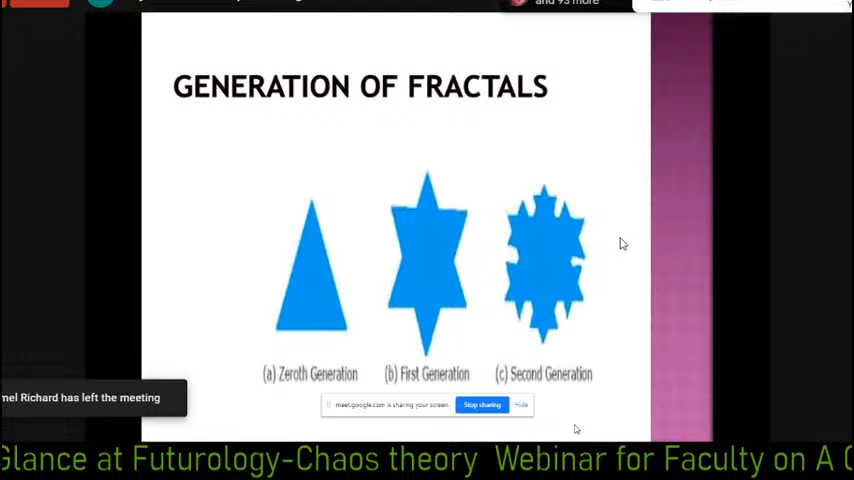 and 93 more
GENERATION OF FRACTALS
(a) Zeroth Generation
(b) First Generation
(c) Second Generation
mel Richard has left the meeting
meet.google.com is sharing your screen.
Stop sharing
Hide
Glance at Futurology-Chaos theory Webinar for Faculty on A